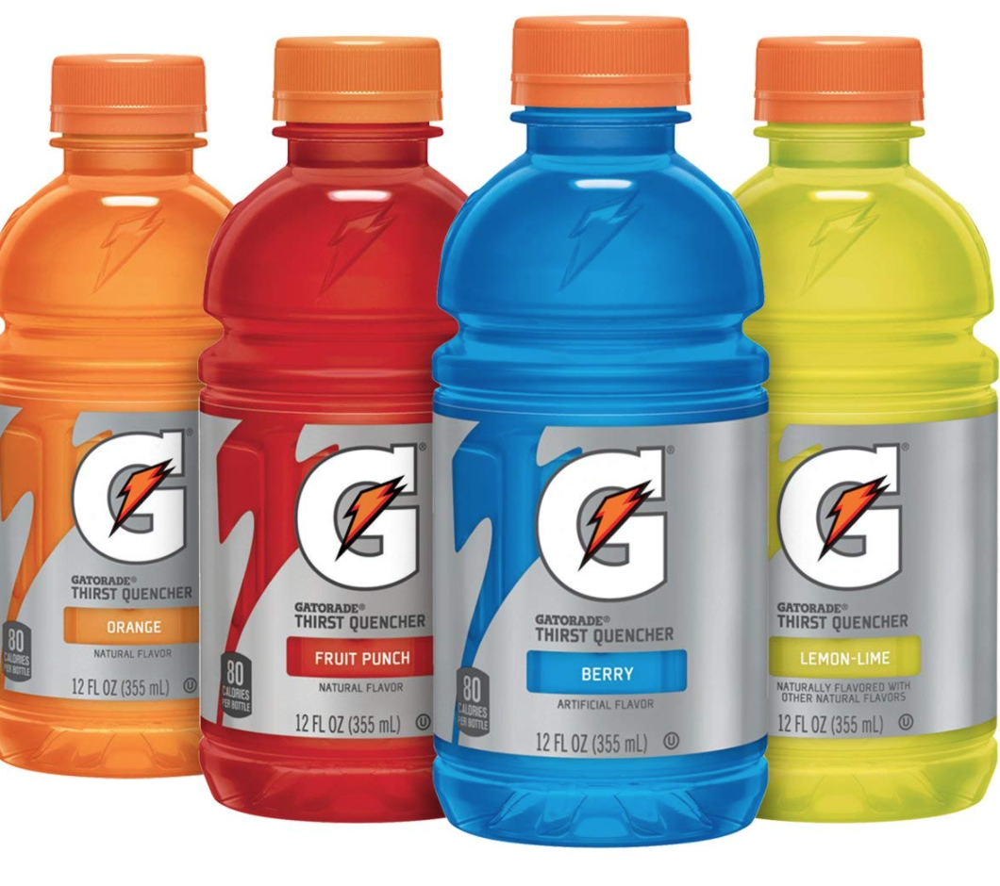 G®
GATORADE®
THIRST QUENCHER
ORANGE
NATURAL FLAVOR
80
CALORIES
PER BOTTLE
12 FL OZ (355 mL) U
G®
GATORADE®
THIRST QUENCHER
FRUIT PUNCH
NATURAL FLAVOR
80
CALORIES
PER BOTTLE
12 FL OZ (355 mL) U
G®
GATORADE®
THIRST QUENCHER
BERRY
ARTIFICIAL FLAVOR
80
CALORIES
PER BOTTLE
12 FL OZ (355 mL) U
G®
GATORADE®
THIRST QUENCHER
LEMON-LIME
NATURALLY FLAVORED WITH
OTHER NATURAL FLAVORS
12 FL OZ (355 mL) U